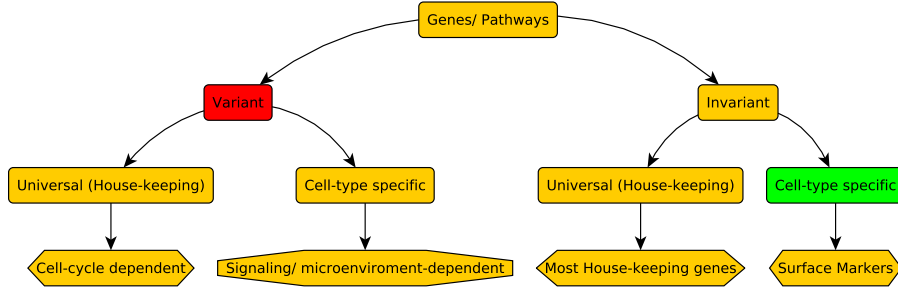 Genes/ Pathways
Variant
Invariant
Universal (House-keeping)
Cell-type specific
Universal (House-keeping)
Cell-type specific
Cell-cycle dependent
Signaling/ microenviroment-dependent
Most House-keeping genes
Surface Markers